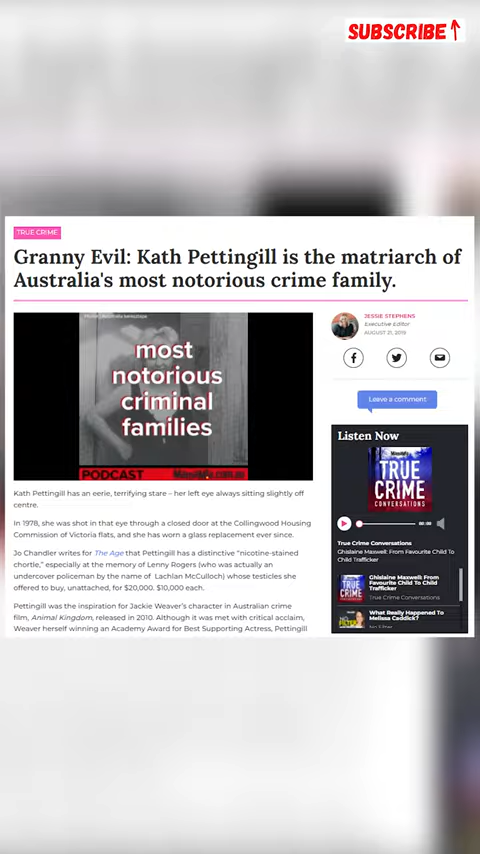 SUBSCRIBE
TRUE CRIME
Granny Evil: Kath Pettingill is the matriarch of
Australia's most notorious crime family.
JESSIE STEPHENS
Executive Editor
AUGUST 21, 2019
most
notorious
criminal
families
PODCAST
Leave a comment
Listen Now
TRUE
CRIME
CONVERSATIONS
00:00
True Crime Conversations
Ghislaine Maxwell: From Favourite Child To
Child Trafficker
Ghislaine Maxwell: From
Favourite Child To Child
Trafficker
True Crime Conversations
What Really Happened To
Melissa Caddick?
Kath Pettingill has an eerie, terrifying stare – her left eye always sitting slightly off
centre.
In 1978, she was shot in that eye through a closed door at the Collingwood Housing
Commission of Victoria flats, and she has worn a glass replacement ever since.
Jo Chandler writes for The Age that Pettingill has a distinctive "nicotine-stained
chortle," especially at the memory of Lenny Rogers (who was actually an
undercover policeman by the name of Lachlan McCulloch) whose testicles she
offered to buy, unattached, for $20,000. $10,000 each.
Pettingill was the inspiration for Jackie Weaver's character in Australian crime
film, Animal Kingdom, released in 2010. Although it was met with critical acclaim,
Weaver herself winning an Academy Award for Best Supporting Actress, Pettingill